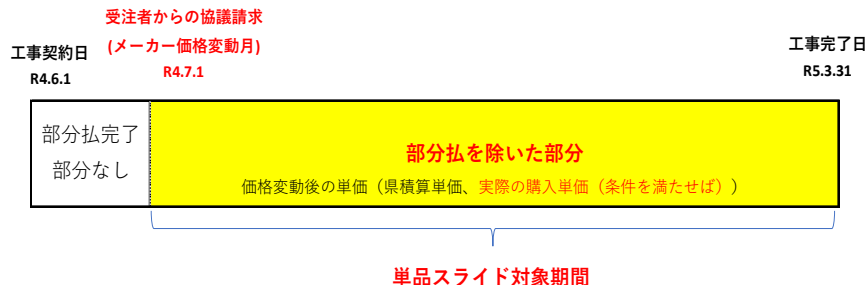 受注者からの協議請求
(メーカー価格変動月)
R4.7.1
工事契約日
R4.6.1
工事完了日
R5.3.31
部分払完了
部分なし
部分払を除いた部分
価格変動後の単価（県積算単価、実際の購入単価（条件を満たせば））
単品スライド対象期間